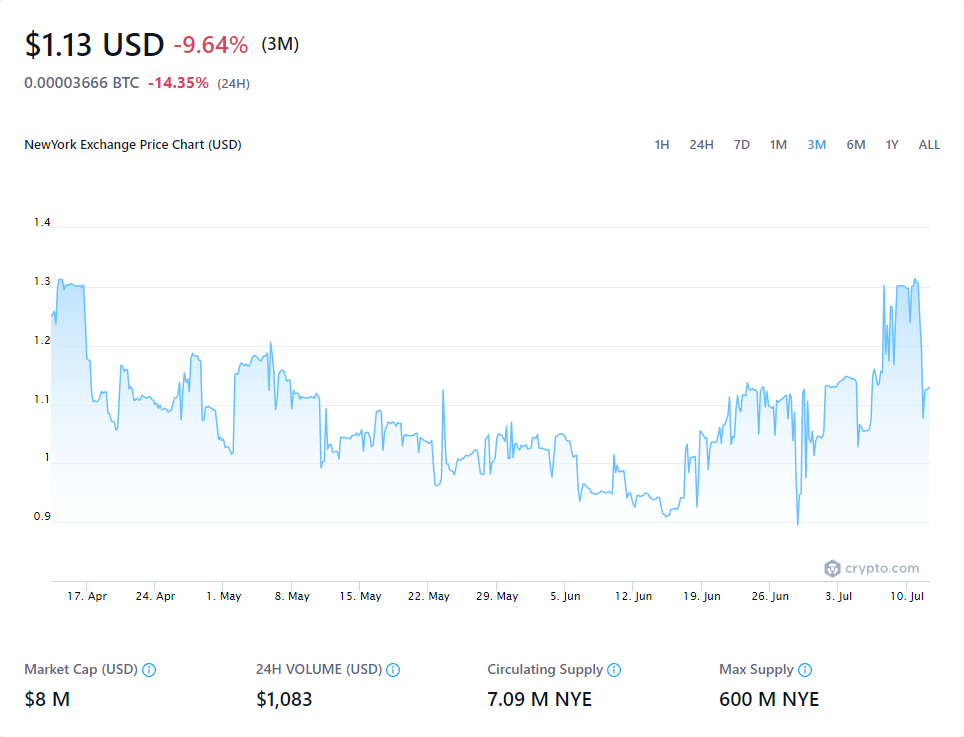 $1.13 USD -9.64% (3M)
0.00003666 BTC -14.35% (24H)
NewYork Exchange Price Chart (USD)
1H 24H 7D 1M 3M 6M 1Y ALL
1.4
1.3
1.2
1.1
1
0.9
crypto.com
17. Apr 24. Apr 1. May 8. May 15. May 22. May 29. May 5. Jun 12. Jun 19. Jun 26. Jun 3. Jul 10. Jul
Market Cap (USD) 24H VOLUME (USD) Circulating Supply Max Supply
$8 M $1,083 7.09 M NYE 600 M NYE